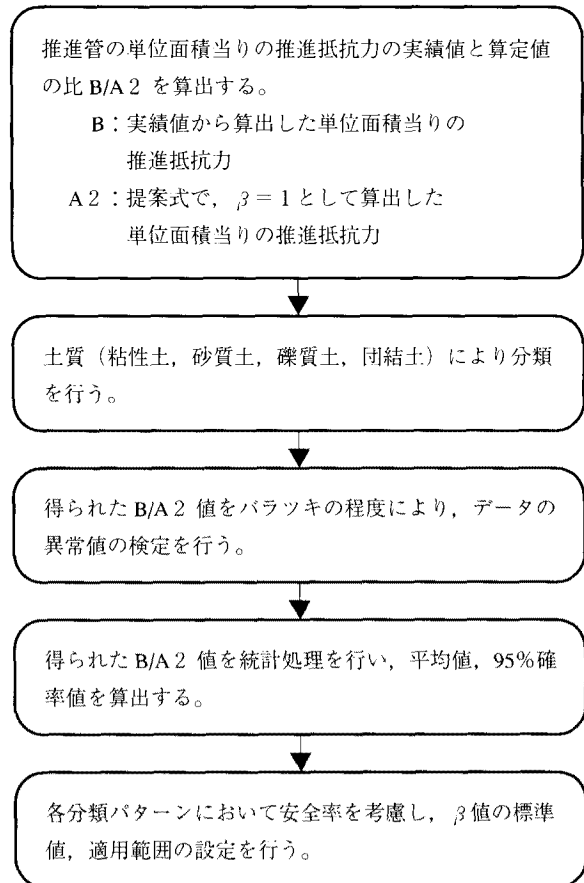 推進管の単位面積当りの推進抵抗力の実績値と算定値
の比 B/A 2 を算出する。
B：実績値から算出した単位面積当りの
推進抵抗力
A 2：提案式で，β＝1として算出した
単位面積当りの推進抵抗力
土質（粘性土，砂質土，礫質土，団結土）により分類
を行う。
得られた B/A 2 値をバラツキの程度により，データの
異常値の検定を行う。
得られた B/A 2 値を統計処理を行い，平均値，95%確
率値を算出する。
各分類パターンにおいて安全率を考慮し，β値の標準
値，適用範囲の設定を行う。